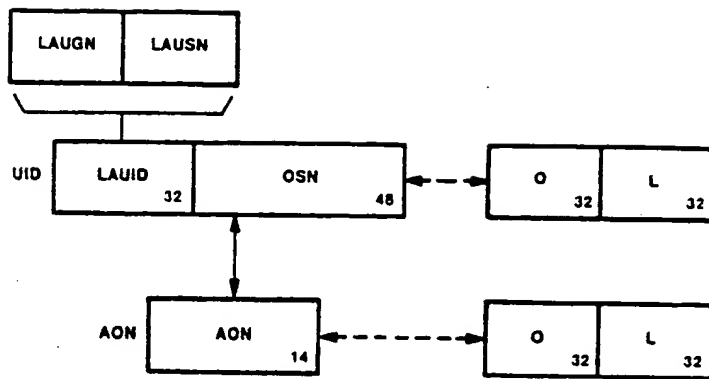 LAUGN LAUSN
UID LAUID 32 OSN 48 O 32 L 32
AON AON 14 O 32 L 32